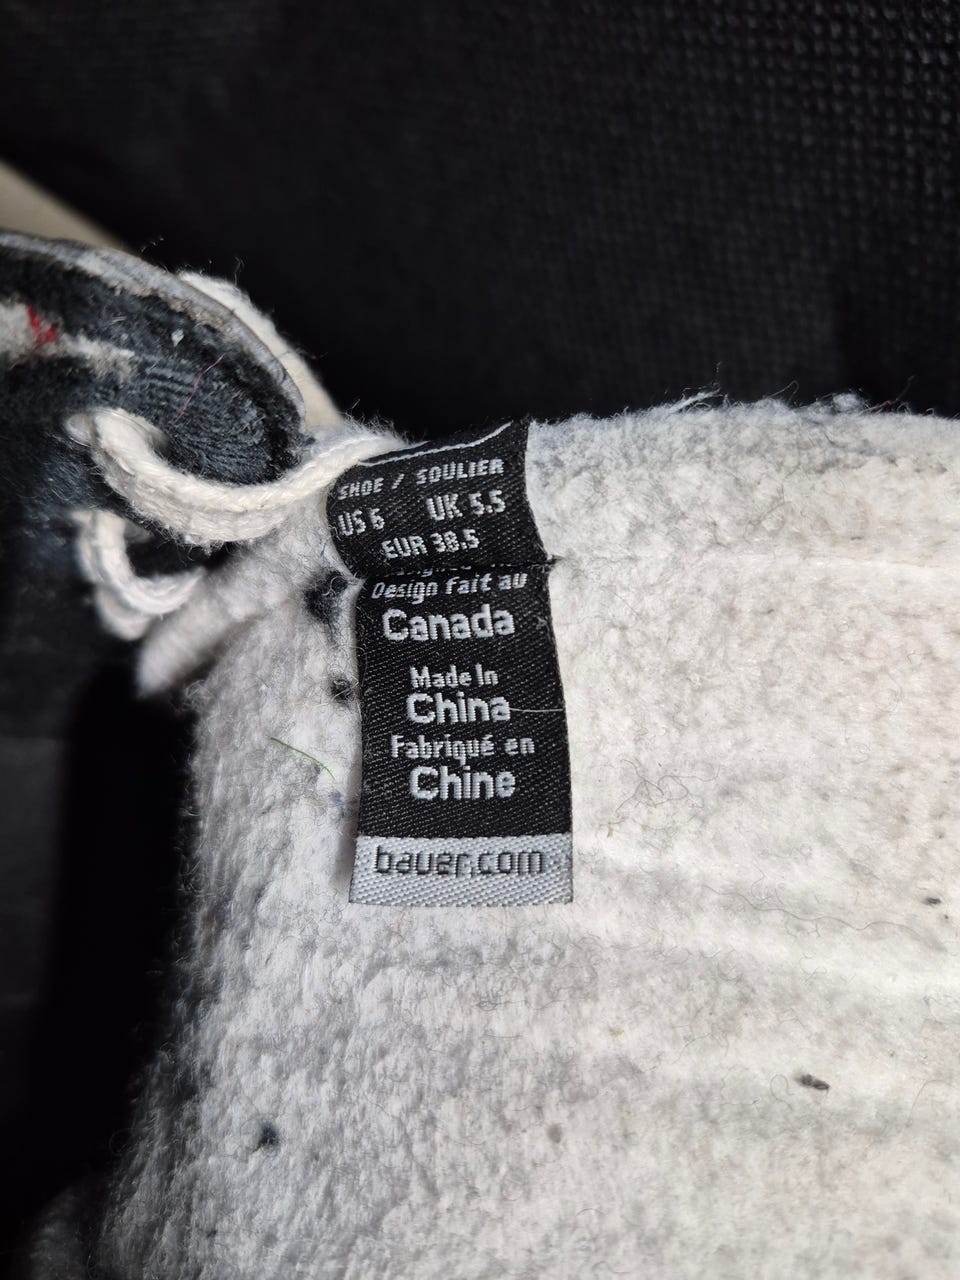 SHOE / SOULIER
US 6 UK 5.5
EUR 38.5
Design fait au
Canada
Made In
China
Fabriqué en
Chine
bauer.com